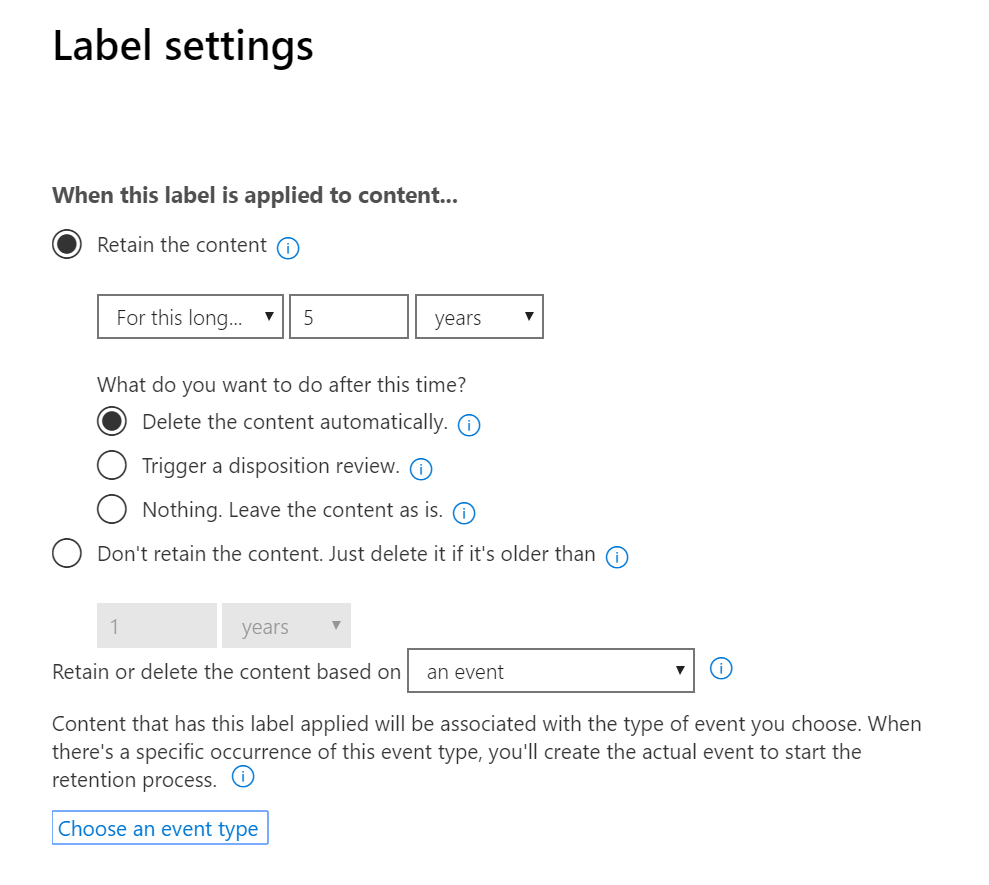 Label settings
When this label is applied to content...
Retain the content
For this long... 5 years
What do you want to do after this time?
Delete the content automatically.
Trigger a disposition review.
Nothing. Leave the content as is.
Don't retain the content. Just delete it if it's older than
1 years
Retain or delete the content based on an event
Content that has this label applied will be associated with the type of event you choose. When
there's a specific occurrence of this event type, you'll create the actual event to start the
retention process.
Choose an event type